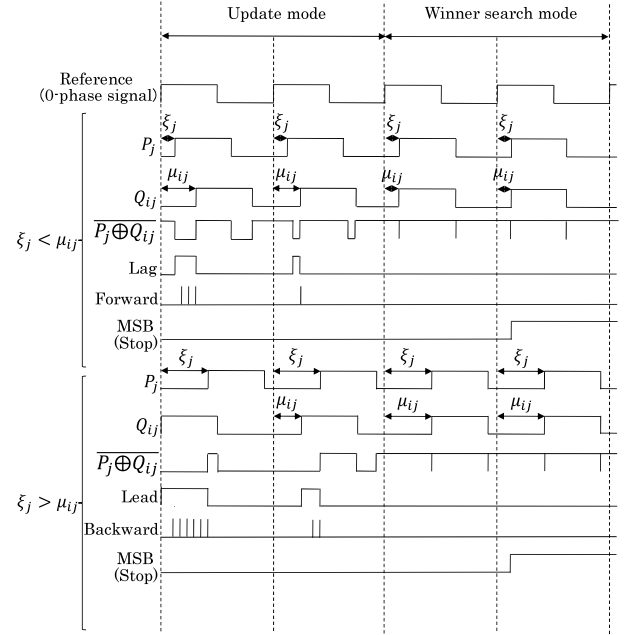 Update mode Winner search mode
Reference
(0-phase signal)
ξj ξj ξj ξj
Pj
μij μij μij μij
Qij
Pj⊕Qij
ξj < μij
Lag
Forward
MSB
(Stop)
ξj ξj ξj ξj
Pj
μij μij μij
Qij
Pj⊕Qij
ξj > μij
Lead
Backward
MSB
(Stop)